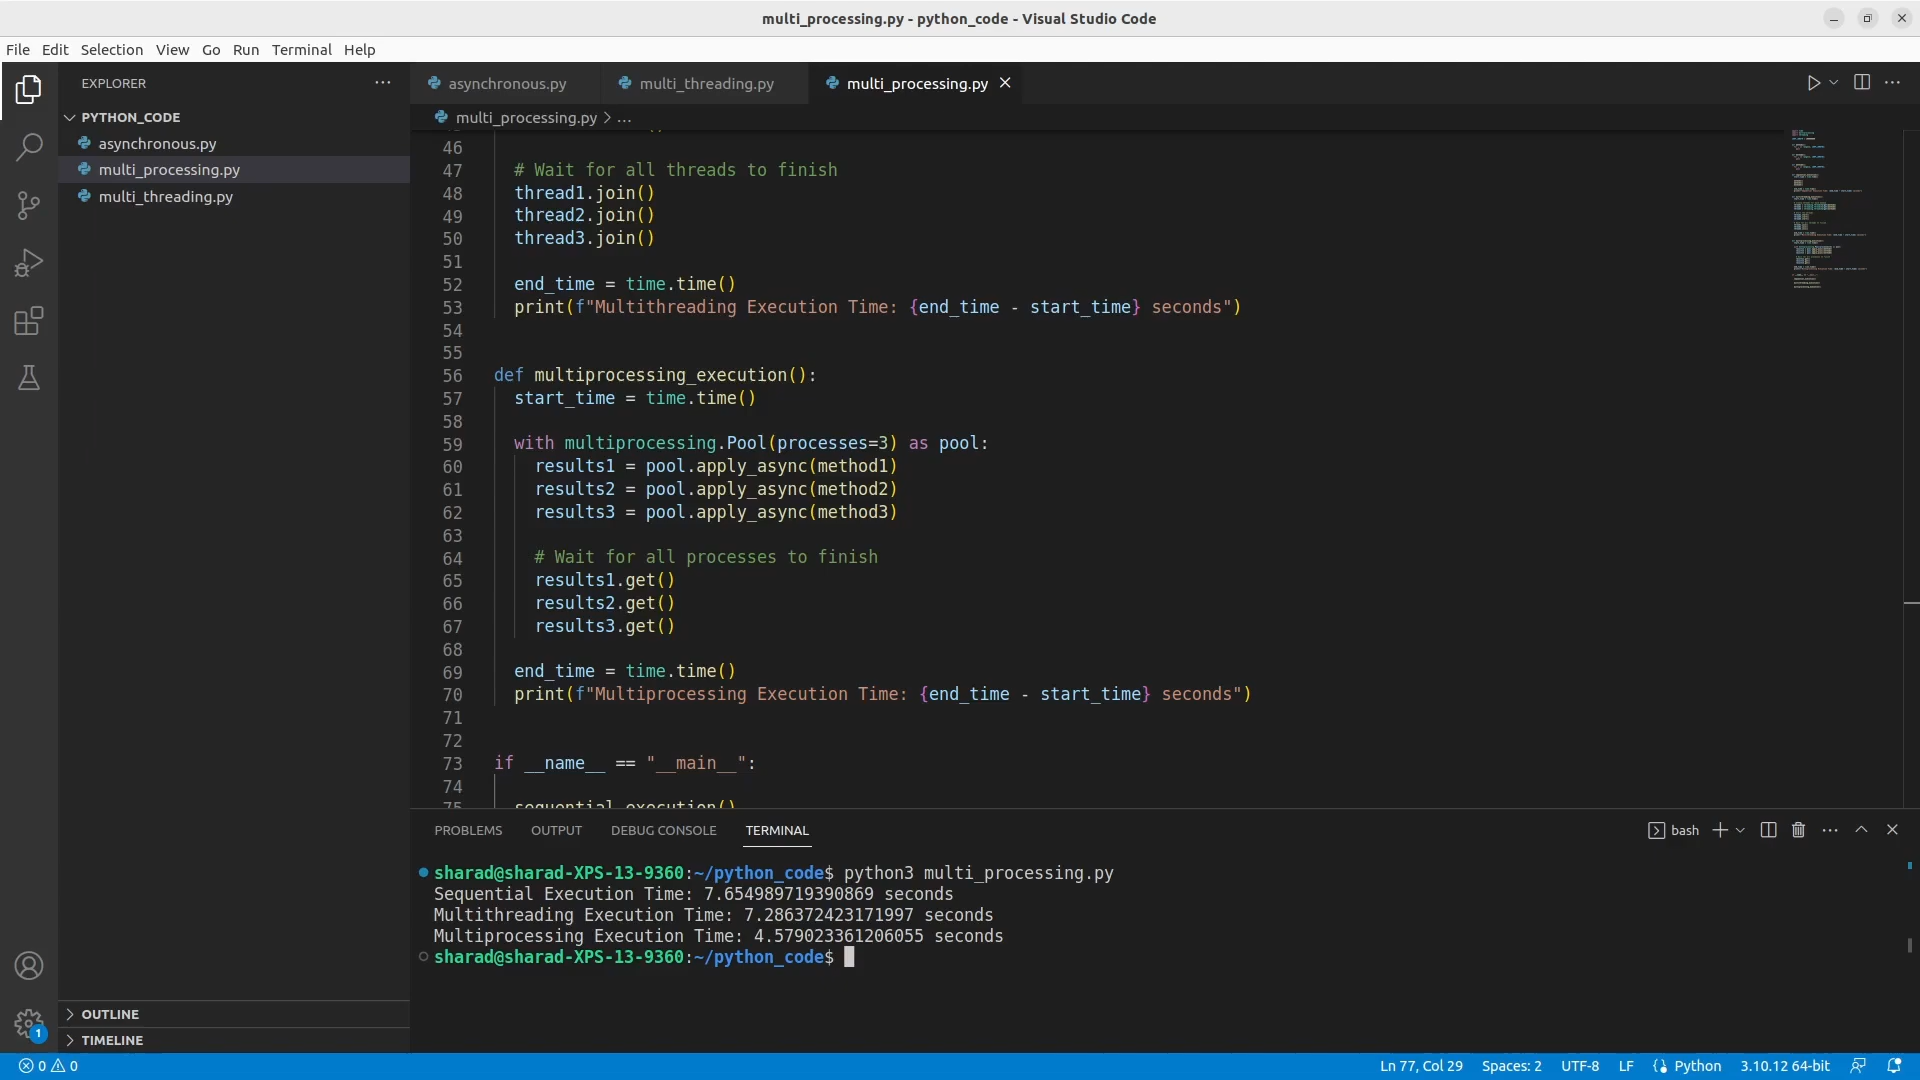 multi_processing.py - python_code - Visual Studio Code
File Edit Selection View Go Run Terminal Help
EXPLORER
PYTHON_CODE
asynchronous.py
multi_processing.py
multi_threading.py
OUTLINE
TIMELINE
asynchronous.py multi_threading.py multi_processing.py
multi_processing.py > ...
46
47 # Wait for all threads to finish
48 thread1.join()
49 thread2.join()
50 thread3.join()
51
52 end_time = time.time()
53 print(f"Multithreading Execution Time: {end_time - start_time} seconds")
54
55
56 def multiprocessing_execution():
57 start_time = time.time()
58
59 with multiprocessing.Pool(processes=3) as pool:
60 results1 = pool.apply_async(method1)
61 results2 = pool.apply_async(method2)
62 results3 = pool.apply_async(method3)
63
64 # Wait for all processes to finish
65 results1.get()
66 results2.get()
67 results3.get()
68
69 end_time = time.time()
70 print(f"Multiprocessing Execution Time: {end_time - start_time} seconds")
71
72
73 if __name__ == "__main__":
74
75 sequential_execution()
PROBLEMS OUTPUT DEBUG CONSOLE TERMINAL
bash
sharad@sharad-XPS-13-9360:~/python_code$ python3 multi_processing.py
Sequential Execution Time: 7.654989719390869 seconds
Multithreading Execution Time: 7.286372423171997 seconds
Multiprocessing Execution Time: 4.579023361206055 seconds
sharad@sharad-XPS-13-9360:~/python_code$
1
0 0
Ln 77, Col 29 Spaces: 2 UTF-8 LF Python 3.10.12 64-bit